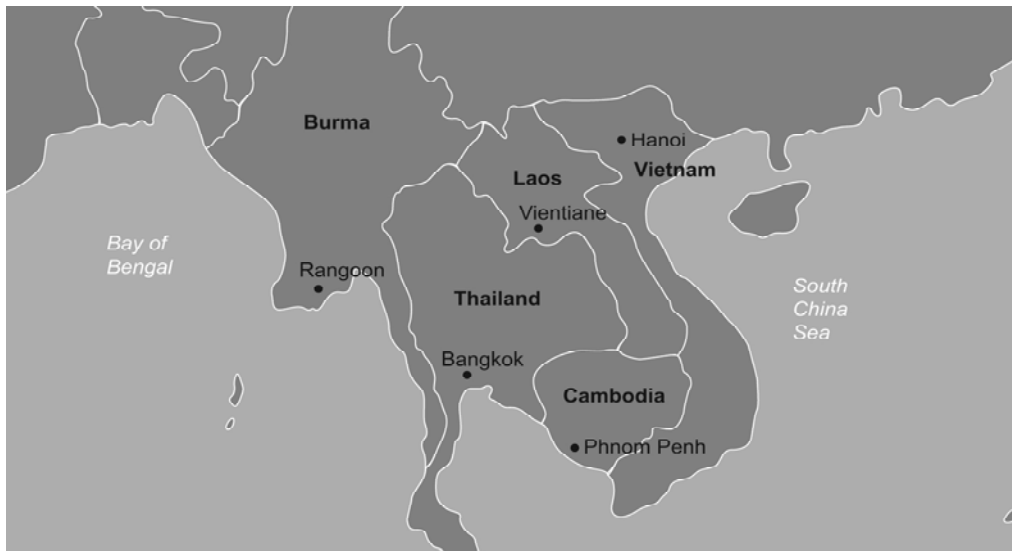 Burma
Hanoi
Vietnam
Laos
Vientiane
Bay of
Bengal
Rangoon
Thailand
South
China
Sea
Bangkok
Cambodia
Phnom Penh